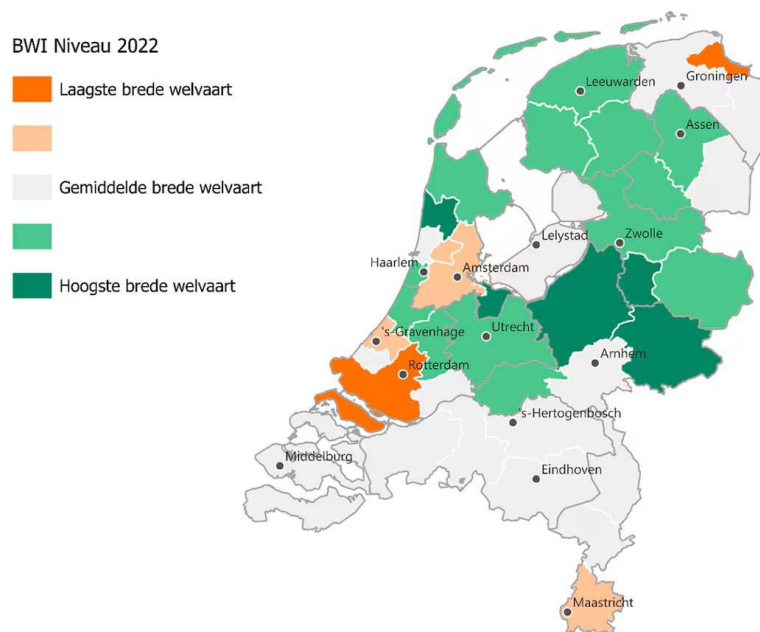 BWI Niveau 2022
Laagste brede welvaart
Gemiddelde brede welvaart
Hoogste brede welvaart
Leeuwarden
Groningen
Assen
Lelystad
Zwolle
Haarlem
Amsterdam
's-Gravenhage
Utrecht
Rotterdam
Arnhem
's-Hertogenbosch
Middelburg
Eindhoven
Maastricht